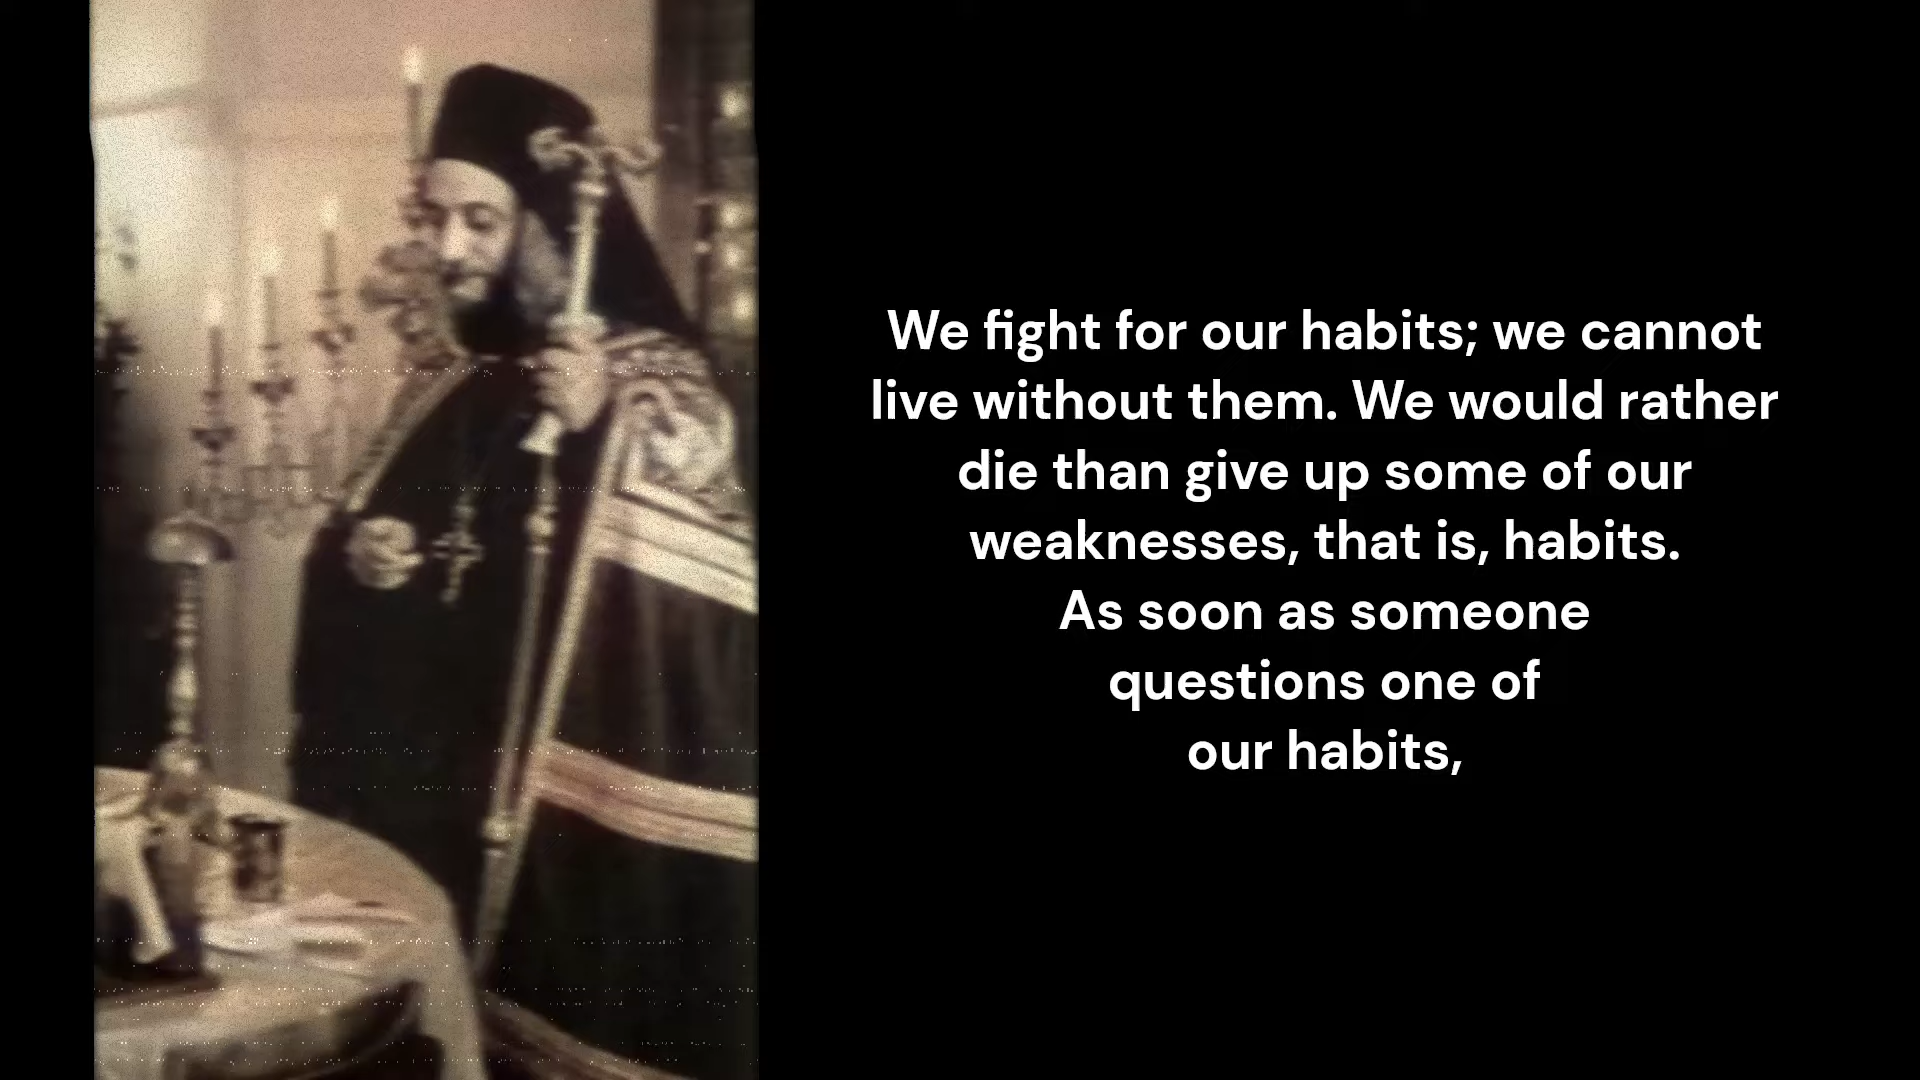 We fight for our habits; we cannot
live without them. We would rather
die than give up some of our
weaknesses, that is, habits.
As soon as someone
questions one of
our habits,